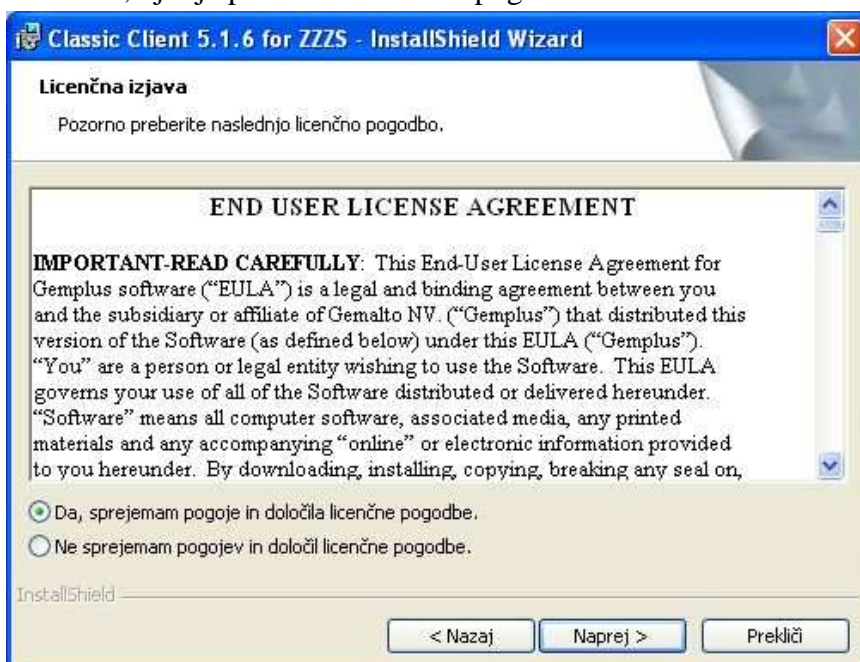 Classic Client 5.1.6 for ZZZS - InstallShield Wizard
Licenčna izjava
Pozorno preberite naslednjo licenčno pogodbo.
END USER LICENSE AGREEMENT
IMPORTANT-READ CAREFULLY: This End-User License Agreement for
Gemplus software (“EULA”) is a legal and binding agreement between you
and the subsidiary or affiliate of Gemalto NV. (“Gemplus”) that distributed this
version of the Software (as defined below) under this EULA (“Gemplus”).
“You” are a person or legal entity wishing to use the Software. This EULA
governs your use of all of the Software distributed or delivered hereunder.
“Software” means all computer software, associated media, any printed
materials and any accompanying “online” or electronic information provided
to you hereunder. By downloading, installing, copying, breaking any seal on,
Da, sprejemam pogoje in določila licenčne pogodbe.
Ne sprejemam pogojev in določil licenčne pogodbe.
InstallShield
< Nazaj Naprej > Prekliči